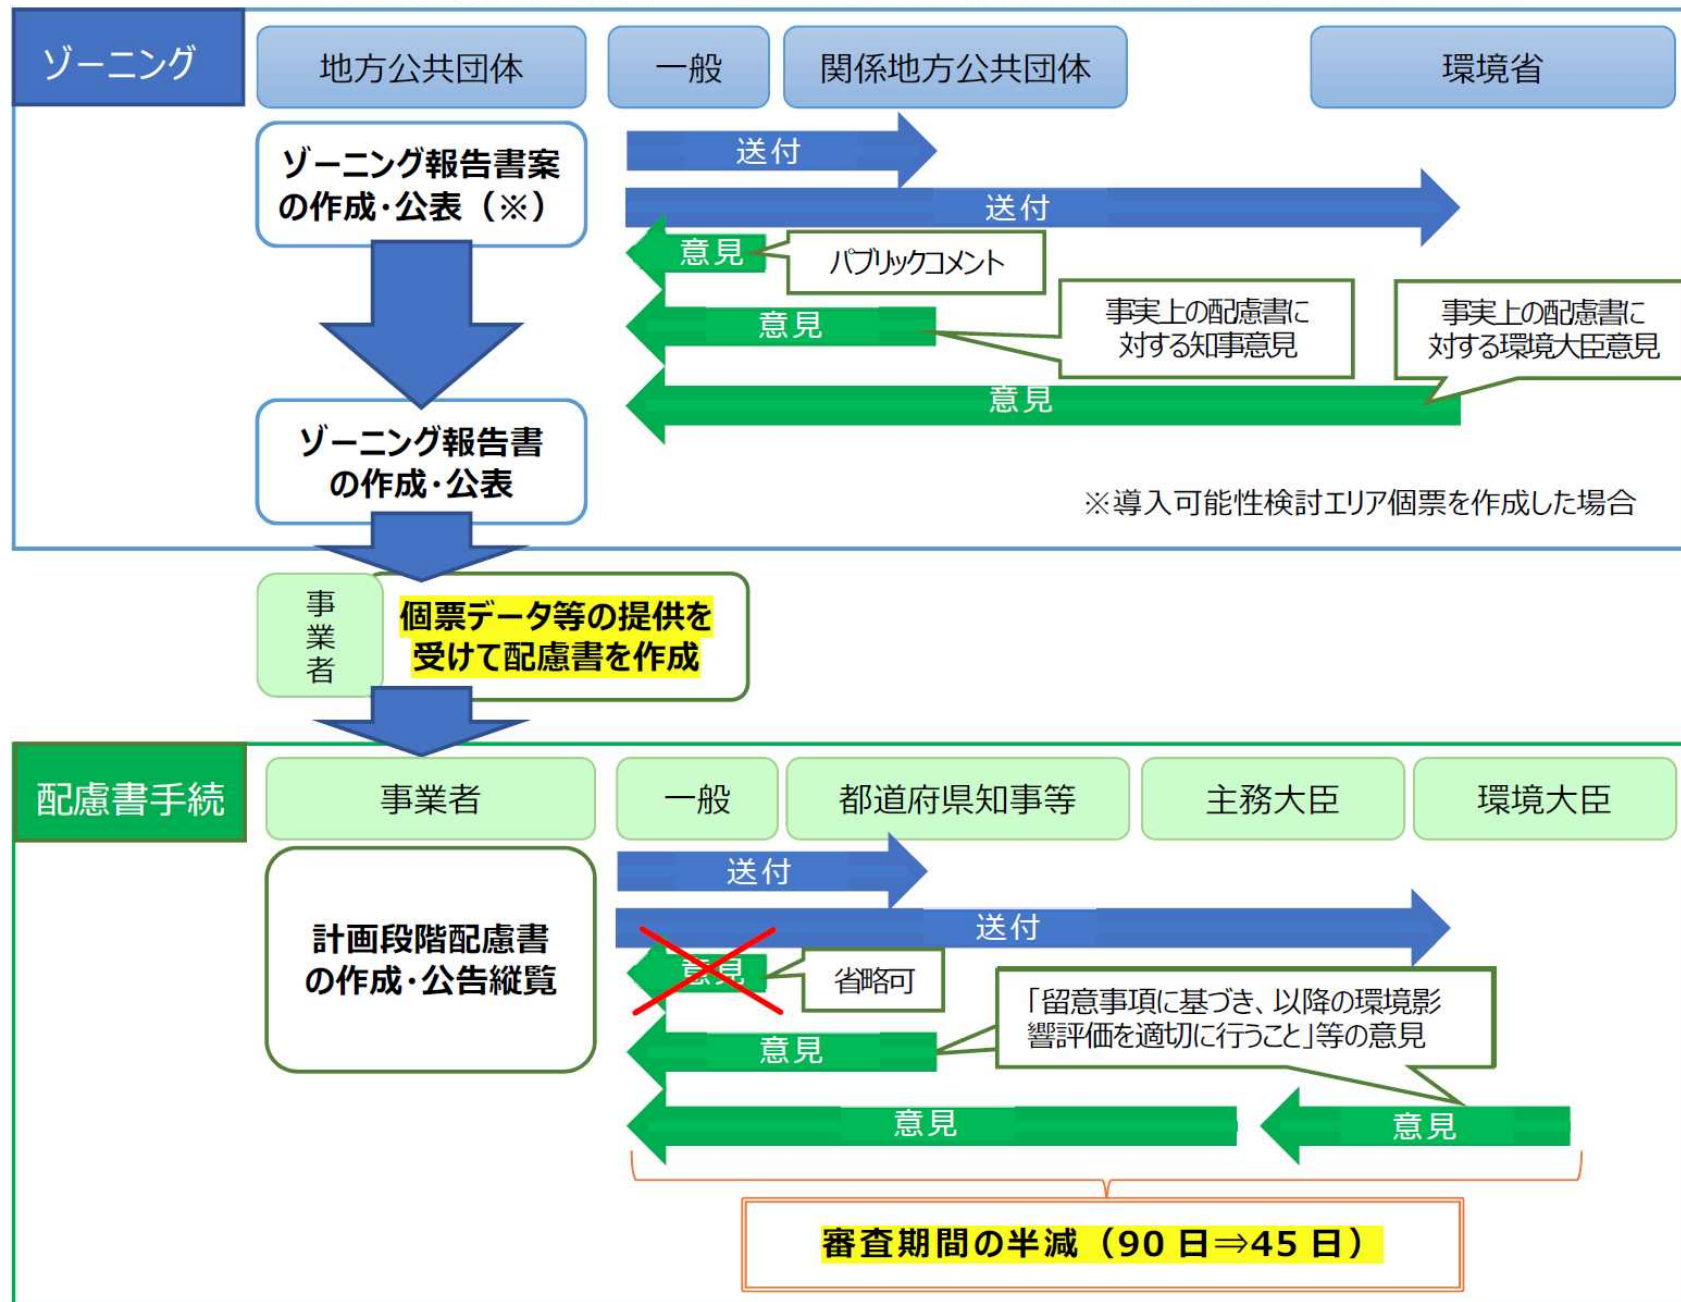 ゾーニング
地方公共団体
一般
関係地方公共団体
環境省
ゾーニング報告書案
の作成・公表（※）
送付
送付
意見
パブリックコメント
意見
事実上の配慮書に
対する知事意見
事実上の配慮書に
対する環境大臣意見
意見
ゾーニング報告書
の作成・公表
※導入可能性検討エリア個票を作成した場合
事業者
個票データ等の提供を
受けて配慮書を作成
配慮書手続
事業者
一般
都道府県知事等
主務大臣
環境大臣
計画段階配慮書
の作成・公告縦覧
送付
送付
意見
省略可
意見
「留意事項に基づき、以降の環境影
響評価を適切に行うこと」等の意見
意見
意見
審査期間の半減（90 日⇒45 日）